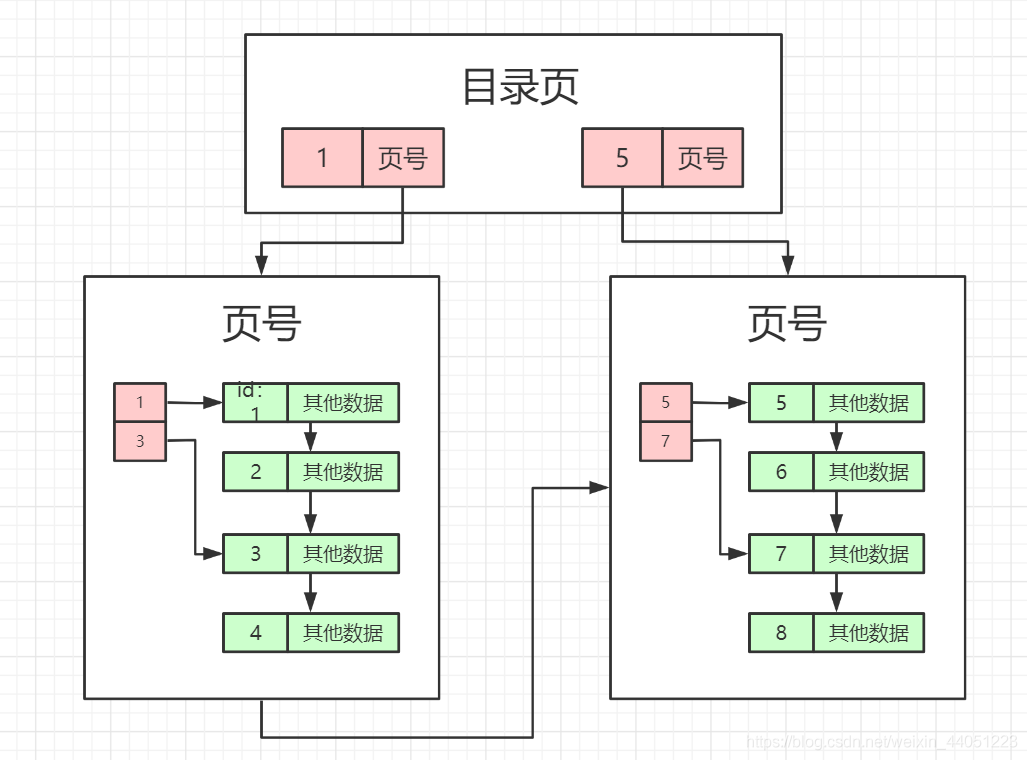 目录页
1 页号
5 页号
页号
1
3
id:
1 其他数据
2 其他数据
3 其他数据
4 其他数据
页号
5
7
5 其他数据
6 其他数据
7 其他数据
8 其他数据
https://blog.csdn.net/weixin_44051223